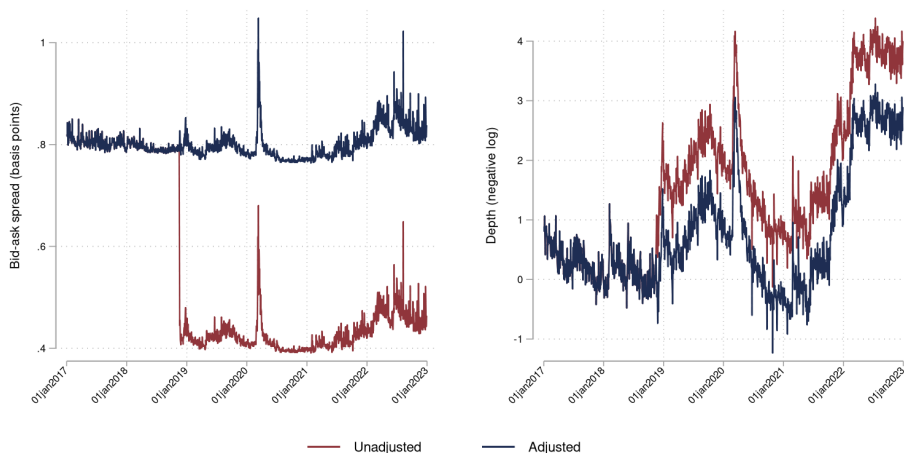 Bid-ask spread (basis points)
1
.8
.6
.4
01jan2017
01jan2018
01jan2019
01jan2020
01jan2021
01jan2022
01jan2023
Depth (negative log)
4
3
2
1
0
-1
01jan2017
01jan2018
01jan2019
01jan2020
01jan2021
01jan2022
01jan2023
Unadjusted
Adjusted